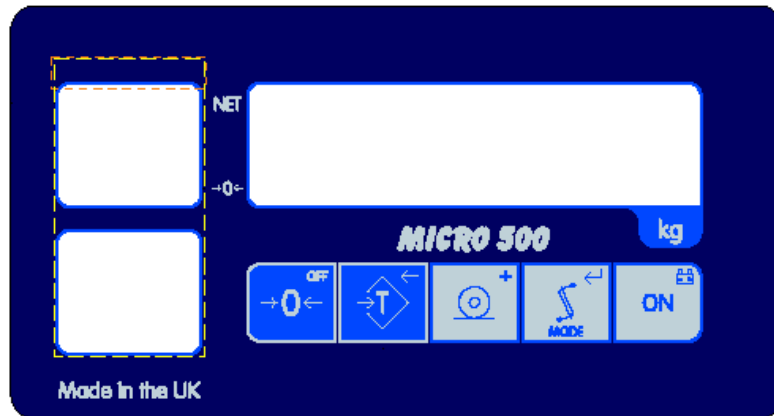 NET
→0←
kg
MICRO 500
OFF
→0← →T← + MODE ON
Made in the UK